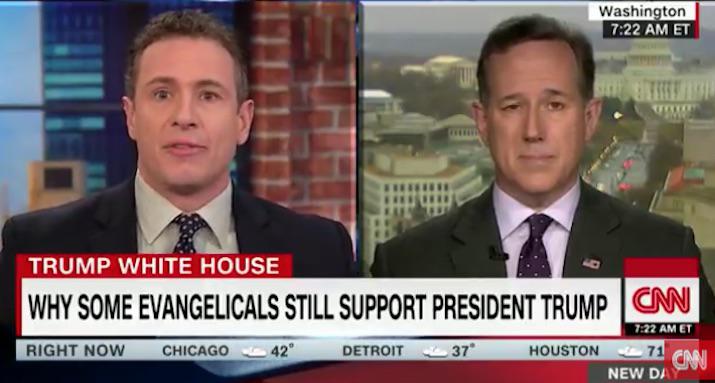 Washington
7:22 AM ET
TRUMP WHITE HOUSE
WHY SOME EVANGELICALS STILL SUPPORT PRESIDENT TRUMP
CNN
7:22 AM ET
RIGHT NOW CHICAGO 42° DETROIT 37° HOUSTON 71°
CNN
NEW DAY